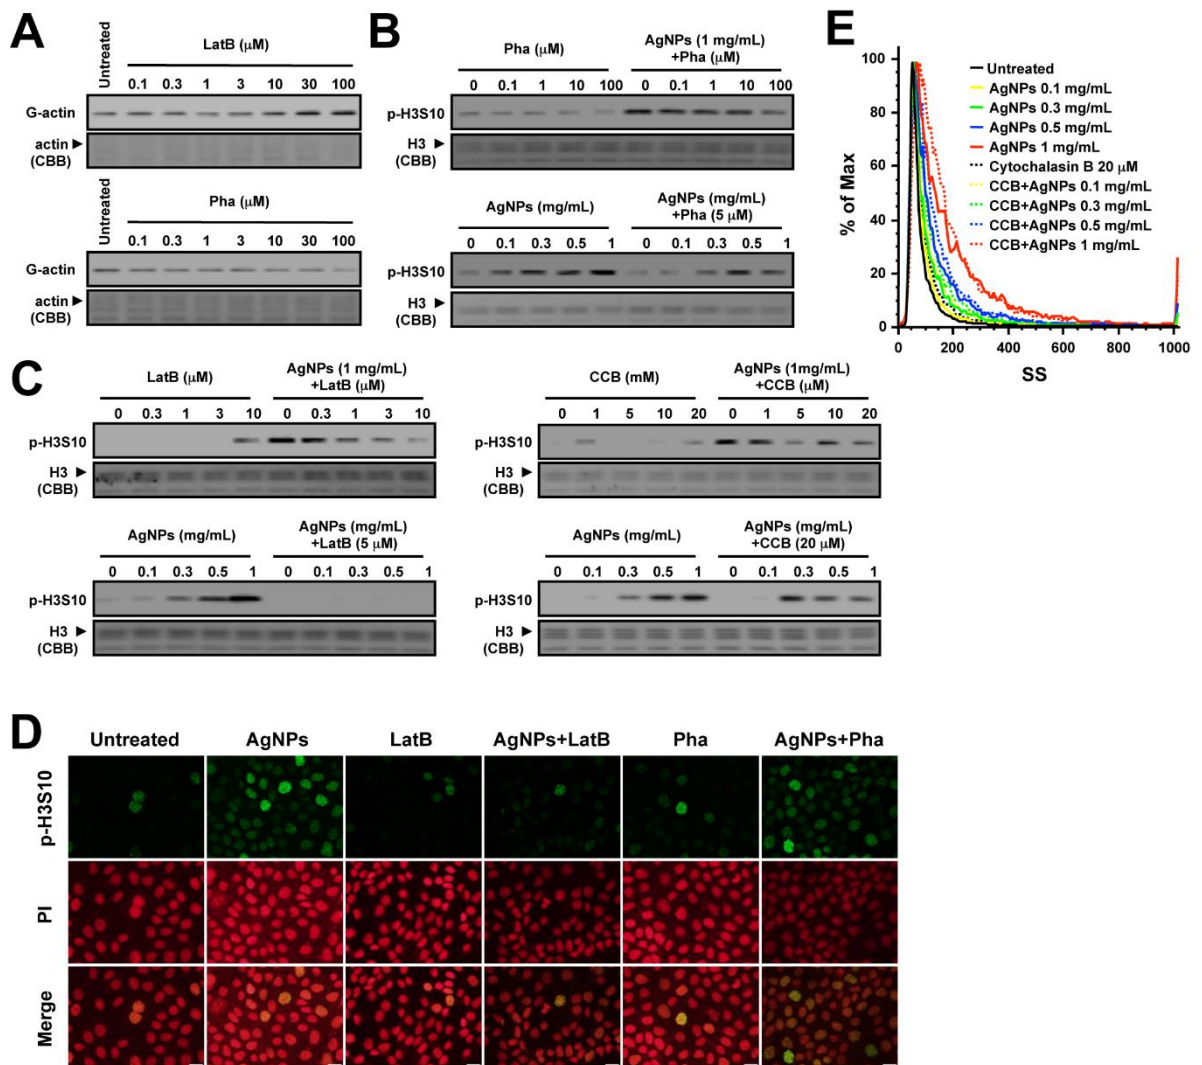 A
LatB (μM)
Untreated
0.1 0.3 1 3 10 30 100
G-actin
actin ►
(CBB)
Pha (μM)
Untreated
0.1 0.3 1 3 10 30 100
G-actin
actin ►
(CBB)
B
Pha (μM)
AgNPs (1 mg/mL)
+Pha (μM)
0 0.1 1 10 100 0 0.1 1 10 100
p-H3S10
H3 ►
(CBB)
AgNPs (mg/mL)
AgNPs (mg/mL)
+Pha (5 μM)
0 0.1 0.3 0.5 1 0 0.1 0.3 0.5 1
p-H3S10
H3 ►
(CBB)
E
100
80
60
40
20
0
% of Max
0 200 400 600 800 1000
SS
Untreated
AgNPs 0.1 mg/mL
AgNPs 0.3 mg/mL
AgNPs 0.5 mg/mL
AgNPs 1 mg/mL
Cytochalasin B 20 μM
CCB+AgNPs 0.1 mg/mL
CCB+AgNPs 0.3 mg/mL
CCB+AgNPs 0.5 mg/mL
CCB+AgNPs 1 mg/mL
C
LatB (μM)
AgNPs (1 mg/mL)
+LatB (μM)
0 0.3 1 3 10 0 0.3 1 3 10
p-H3S10
H3 ►
(CBB)
CCB (mM)
AgNPs (1mg/mL)
+CCB (μM)
0 1 5 10 20 0 1 5 10 20
p-H3S10
H3 ►
(CBB)
AgNPs (mg/mL)
AgNPs (mg/mL)
+LatB (5 μM)
0 0.1 0.3 0.5 1 0 0.1 0.3 0.5 1
p-H3S10
H3 ►
(CBB)
AgNPs (mg/mL)
AgNPs (mg/mL)
+CCB (20 μM)
0 0.1 0.3 0.5 1 0 0.1 0.3 0.5 1
p-H3S10
H3 ►
(CBB)
D
Untreated AgNPs LatB AgNPs+LatB Pha AgNPs+Pha
p-H3S10
PI
Merge